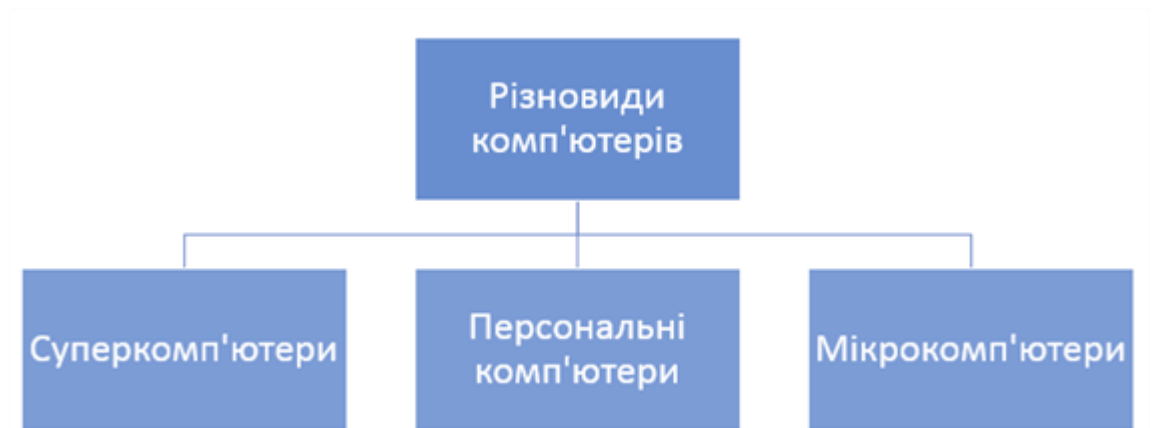 Різновиди
комп'ютерів
Суперкомп'ютери
Персональні
комп'ютери
Мікрокомп'ютери